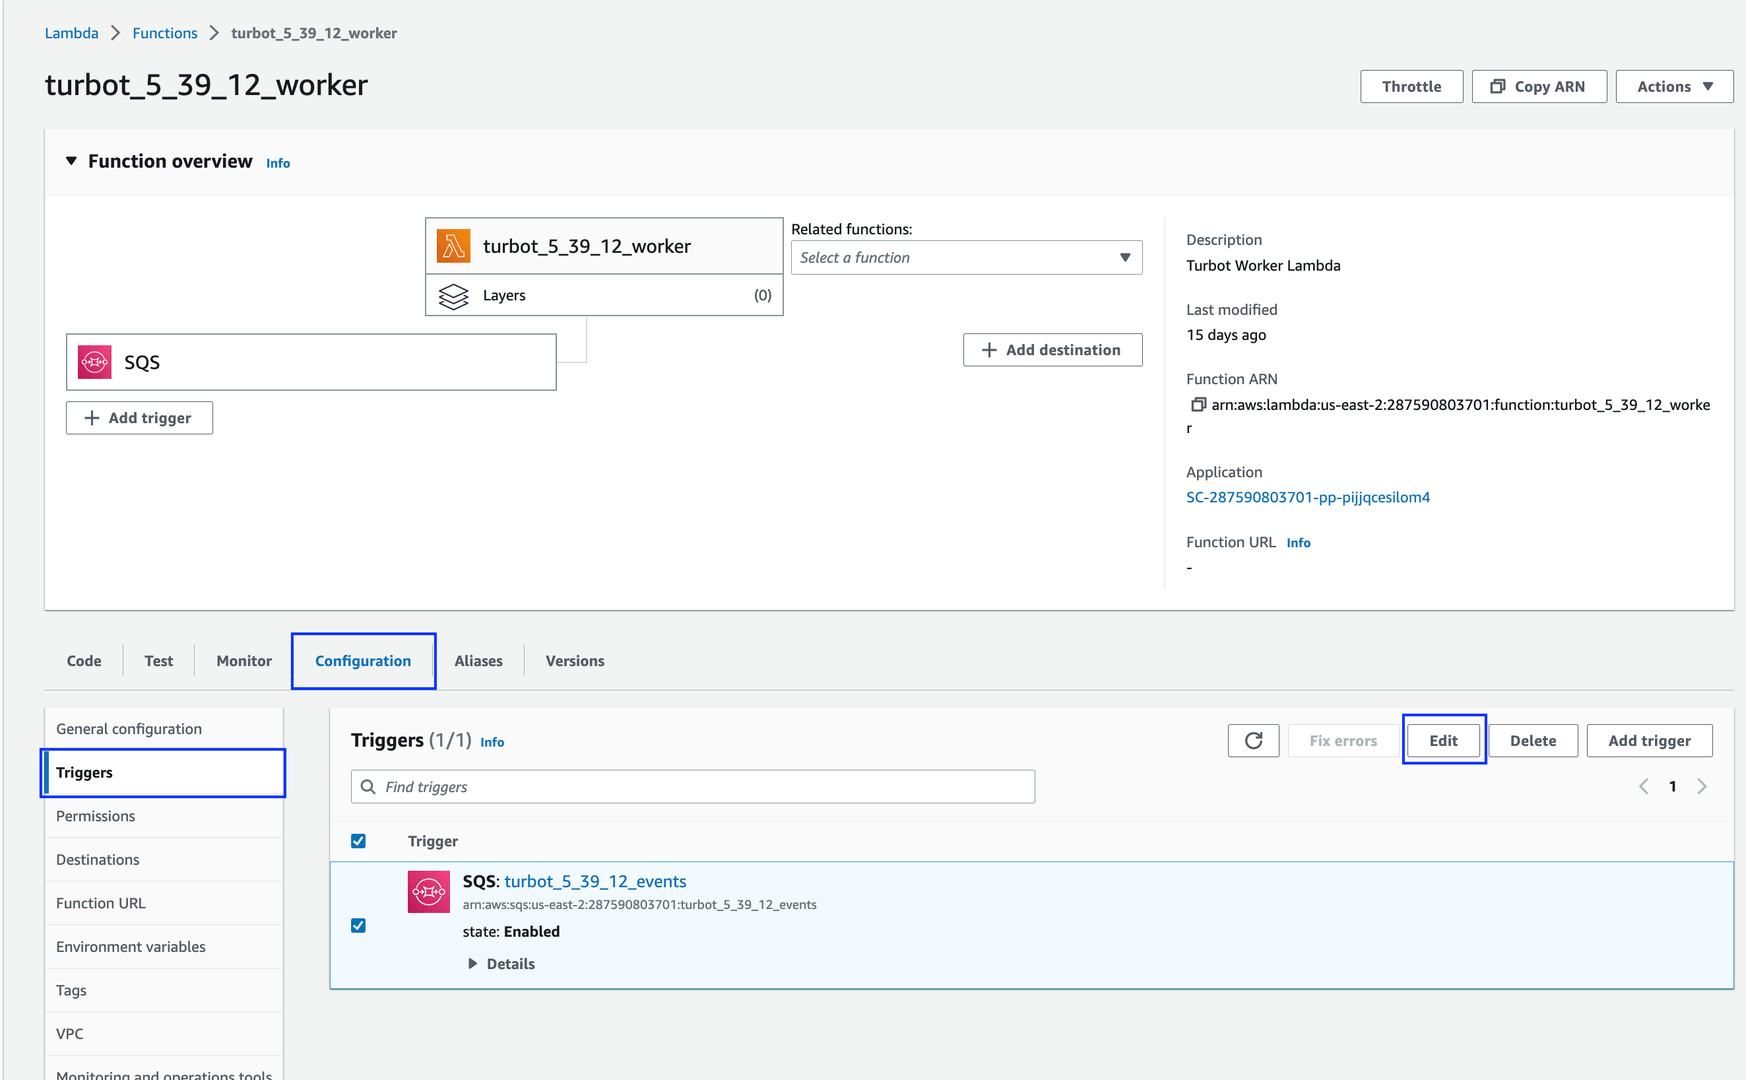 Lambda > Functions > turbot_5_39_12_worker
turbot_5_39_12_worker
Throttle
Copy ARN
Actions
Function overview Info
turbot_5_39_12_worker
Layers (0)
Related functions:
Select a function
SQS
Add trigger
Add destination
Description
Turbot Worker Lambda
Last modified
15 days ago
Function ARN
arn:aws:lambda:us-east-2:287590803701:function:turbot_5_39_12_worke
r
Application
SC-287590803701-pp-pijjqcesilom4
Function URL Info
-
Code Test Monitor Configuration Aliases Versions
General configuration
Triggers
Permissions
Destinations
Function URL
Environment variables
Tags
VPC
Monitoring and operations tools
Triggers (1/1) Info
Fix errors
Edit
Delete
Add trigger
Find triggers
1
Trigger
SQS: turbot_5_39_12_events
arn:aws:sqs:us-east-2:287590803701:turbot_5_39_12_events
state: Enabled
Details